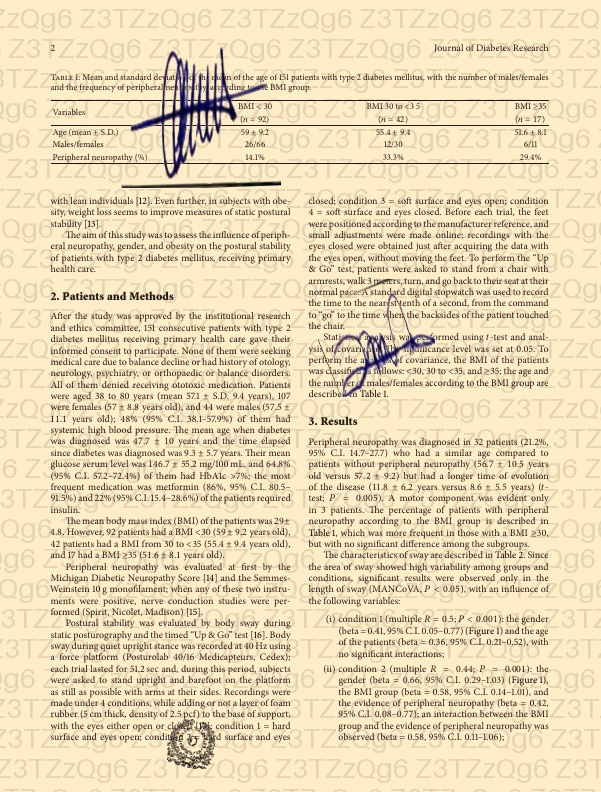 2
Journal of Diabetes Research
Table 1: Mean and standard deviation of the mean of the age of 151 patients with type 2 diabetes mellitus, with the number of males/females
and the frequency of peripheral neuropathy according to the BMI group.
Variables BMI < 30 BMI 30 to <35 BMI ≥35
(n = 92) (n = 42) (n = 17)
Age (mean ± S.D.) 59 ± 9.2 55.4 ± 9.4 51.6 ± 8.1
Males/females 26/66 12/30 6/11
Peripheral neuropathy (%) 14.1% 33.3% 29.4%
with lean individuals [12]. Even further, in subjects with obe-
sity, weight loss seems to improve measures of static postural
stability [13].
The aim of this study was to assess the influence of periph-
eral neuropathy, gender, and obesity on the postural stability
of patients with type 2 diabetes mellitus, receiving primary
health care.
2. Patients and Methods
After the study was approved by the institutional research
and ethics committee, 151 consecutive patients with type 2
diabetes mellitus receiving primary health care gave their
informed consent to participate. None of them were seeking
medical care due to balance decline or had history of otology,
neurology, psychiatry, or orthopaedic or balance disorders.
All of them denied receiving ototoxic medication. Patients
were aged 38 to 80 years (mean 57.1 ± S.D. 9.4 years), 107
were females (57 ± 8.8 years old), and 44 were males (57.5 ±
11.1 years old); 48% (95% C.I. 38.1–57.9%) of them had
systemic high blood pressure. The mean age when diabetes
was diagnosed was 47.7 ± 10 years and the time elapsed
since diabetes was diagnosed was 9.3 ± 5.7 years. Their mean
glucose serum level was 146.7 ± 55.2 mg/100 mL, and 64.8%
(95% C.I. 57.2–72.4%) of them had HbAlc >7%; the most
frequent medication was metformin (86%, 95% C.I. 80.5–
91.5%) and 22% (95% C.I. 15.4–28.6%) of the patients required
insulin.
The mean body mass index (BMI) of the patients was 29±
4.8. However, 92 patients had a BMI <30 (59 ± 9.2 years old),
42 patients had a BMI from 30 to <35 (55.4 ± 9.4 years old),
and 17 had a BMI ≥35 (51.6 ± 8.1 years old).
Peripheral neuropathy was evaluated at first by the
Michigan Diabetic Neuropathy Score [14] and the Semmes-
Weinstein 10 g monofilament; when any of these two instru-
ments were positive, nerve conduction studies were per-
formed (Spirit, Nicolet, Madison) [15].
Postural stability was evaluated by body sway during
static posturography and the timed “Up & Go” test [16]. Body
sway during quiet upright stance was recorded at 40 Hz using
a force platform (Posturolab 40/16 Medicapteurs, Cedex);
each trial lasted for 51.2 sec and, during this period, subjects
were asked to stand upright and barefoot on the platform
as still as possible with arms at their sides. Recordings were
made under 4 conditions, while adding or not a layer of foam
rubber (5 cm thick, density of 2.5 pcf) to the base of support,
with the eyes either open or closed [17]: condition 1 = hard
surface and eyes open; condition 2 = hard surface and eyes
closed; condition 3 = soft surface and eyes open; condition
4 = soft surface and eyes closed. Before each trial, the feet
were positioned according to the manufacturer reference, and
small adjustments were made online; recordings with the
eyes closed were obtained just after acquiring the data with
the eyes open, without moving the feet. To perform the “Up
& Go” test, patients were asked to stand from a chair with
armrests, walk 3 meters, turn, and go back to their seat at their
normal pace. A standard digital stopwatch was used to record
the time to the nearest tenth of a second, from the command
to “go” to the time when the backsides of the patient touched
the chair.
Statistical analysis was performed using t-test and anal-
ysis of covariance. The significance level was set at 0.05. To
perform the analysis of covariance, the BMI of the patients
was classified as follows: <30, 30 to <35, and ≥35; the age and
the number of males/females according to the BMI group are
described in Table 1.
3. Results
Peripheral neuropathy was diagnosed in 32 patients (21.2%,
95% C.I. 14.7–27.7) who had a similar age compared to
patients without peripheral neuropathy (56.7 ± 10.5 years
old versus 57.2 ± 9.2) but had a longer time of evolution
of the disease (11.8 ± 6.2 years versus 8.6 ± 5.5 years) (t-
test; P = 0.005). A motor component was evident only
in 3 patients. The percentage of patients with peripheral
neuropathy according to the BMI group is described in
Table 1, which was more frequent in those with a BMI ≥30,
but with no significant difference among the subgroups.
The characteristics of sway are described in Table 2. Since
the area of sway showed high variability among groups and
conditions, significant results were observed only in the
length of sway (MANCoVA, P < 0.05), with an influence of
the following variables:
(i) condition 1 (multiple R = 0.5; P < 0.001): the gender
(beta = 0.41, 95% C.I. 0.05–0.77) (Figure 1) and the age
of the patients (beta = 0.36, 95% C.I. 0.21–0.52), with
no significant interactions;
(ii) condition 2 (multiple R = 0.44; P = 0.001): the
gender (beta = 0.66, 95% C.I. 0.29–1.03) (Figure 1),
the BMI group (beta = 0.58, 95% C.I. 0.14–1.01), and
the evidence of peripheral neuropathy (beta = 0.42,
95% C.I. 0.08–0.77); an interaction between the BMI
group and the evidence of peripheral neuropathy was
observed (beta = 0.58, 95% C.I. 0.11–1.06);